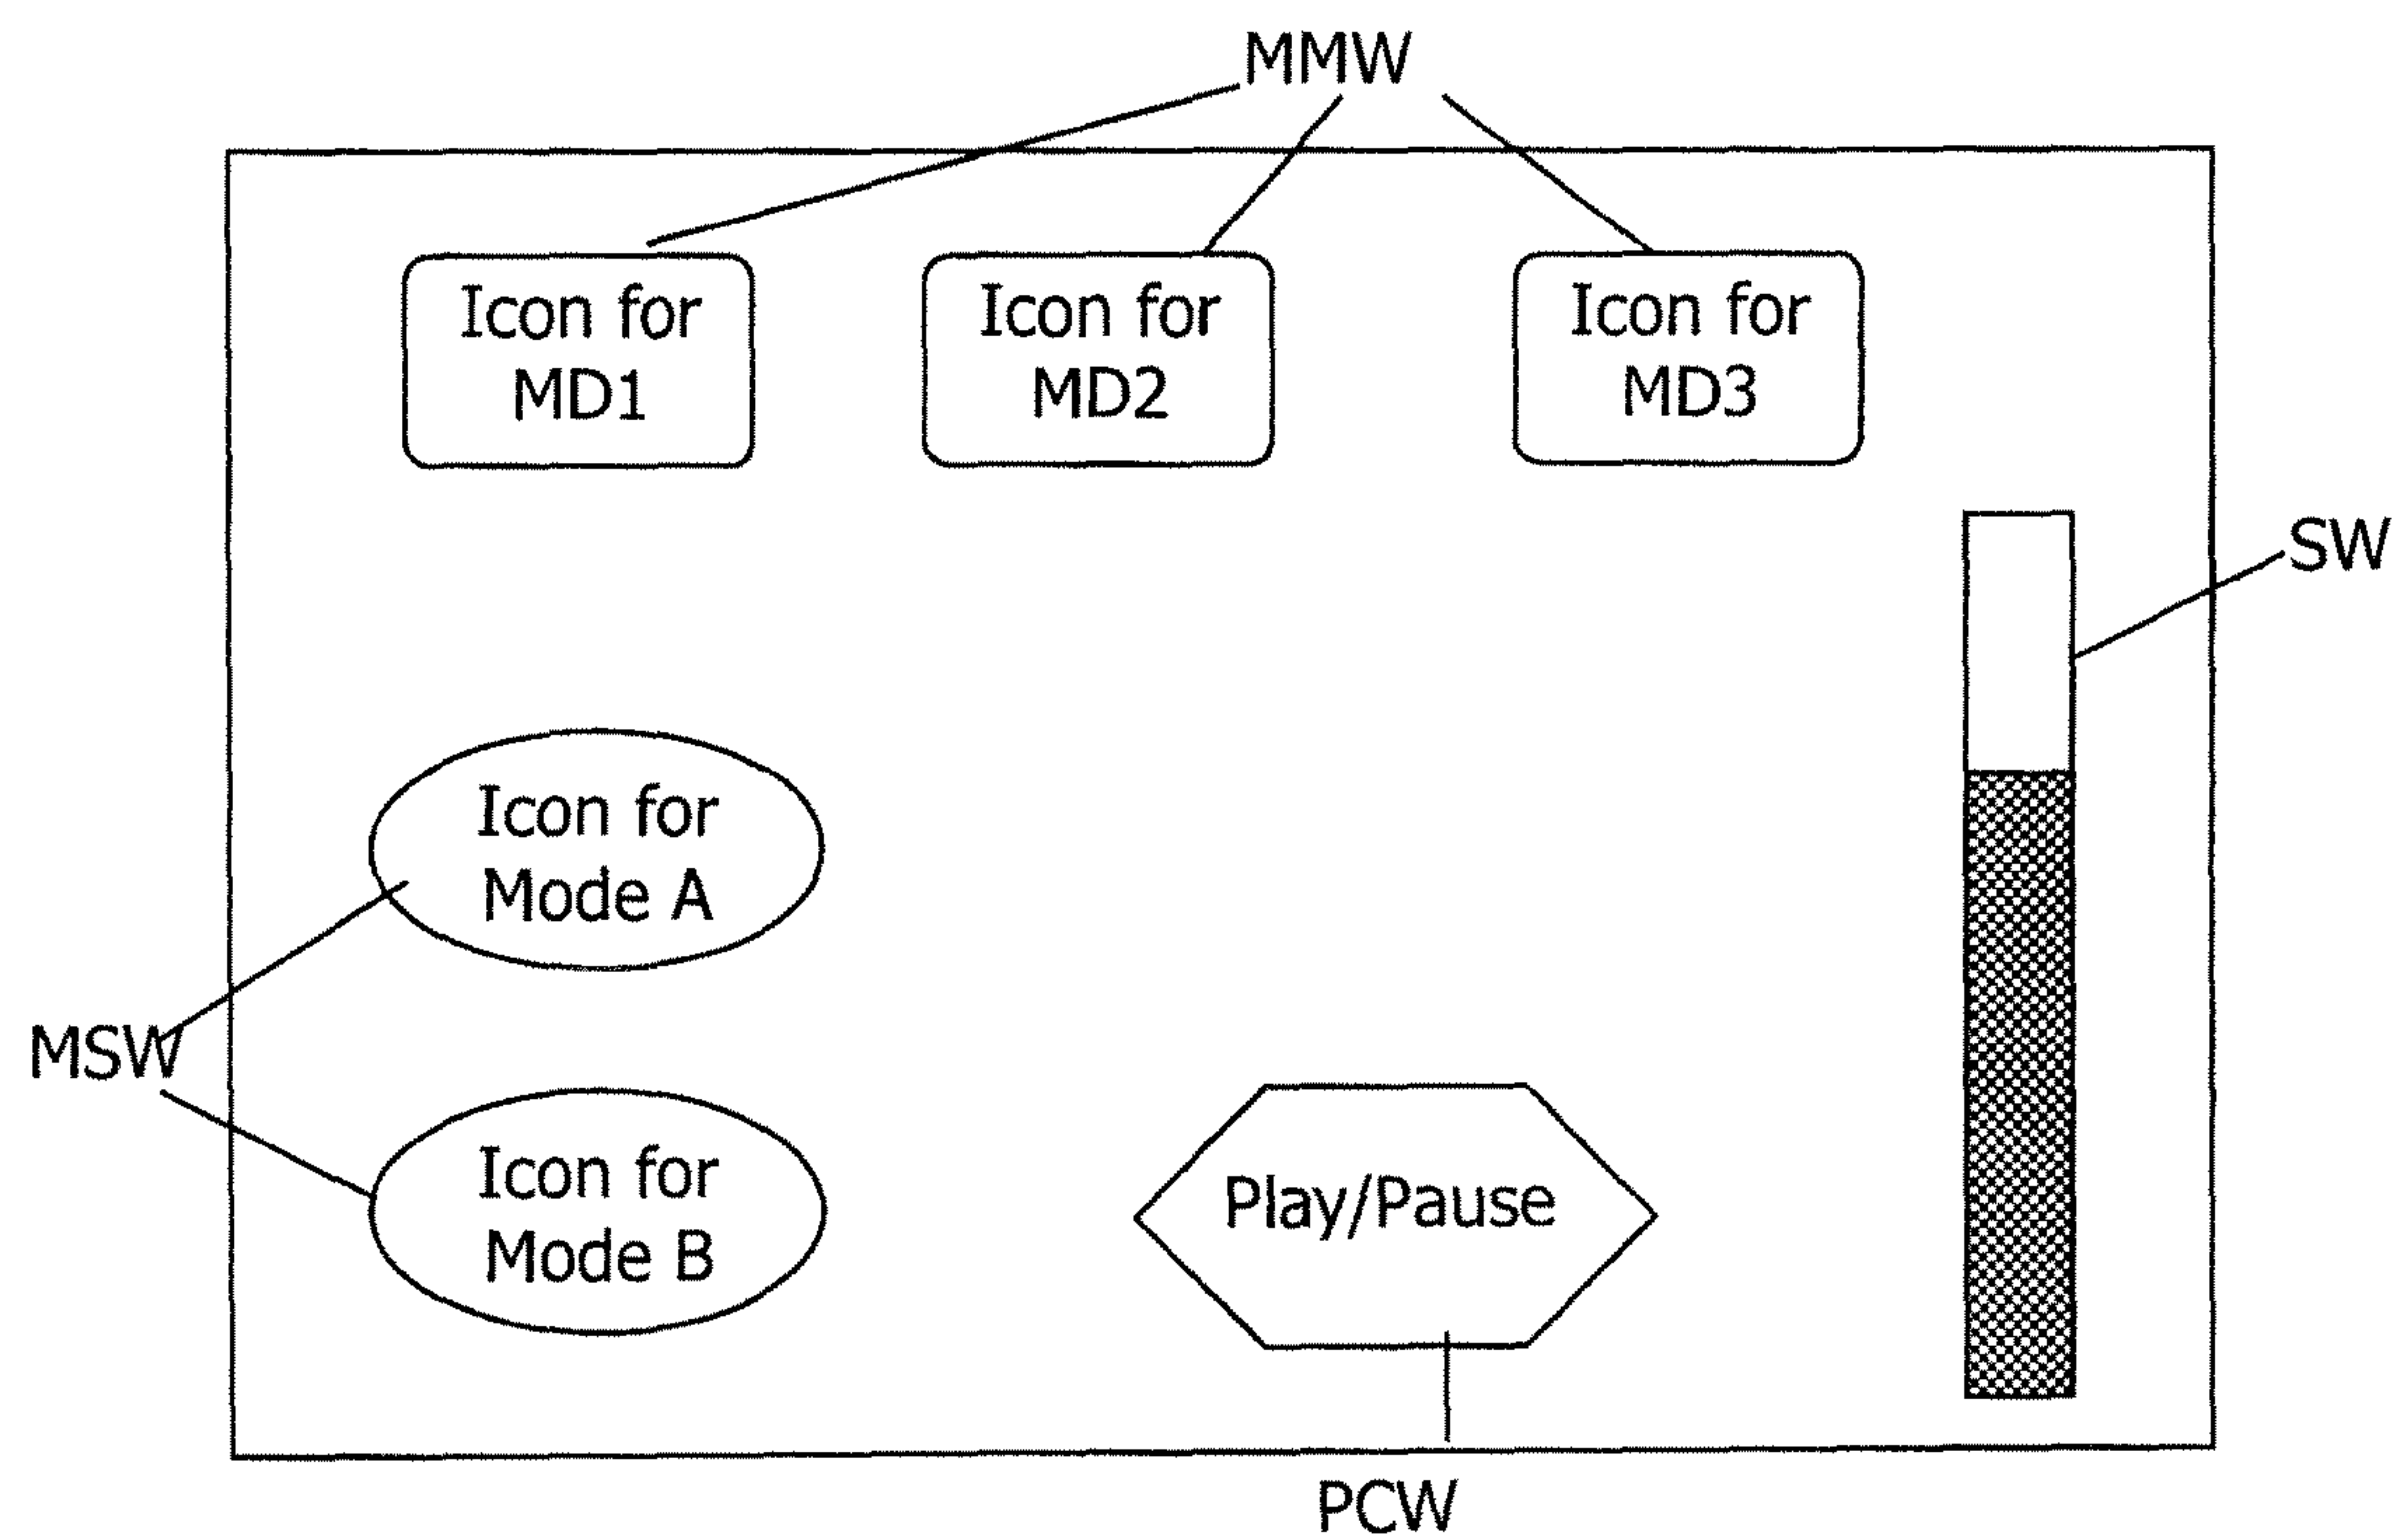 MMW
Icon for
MD1
Icon for
MD2
Icon for
MD3
SW
Icon for
Mode A
MSW
Icon for
Mode B
Play/Pause
PCW